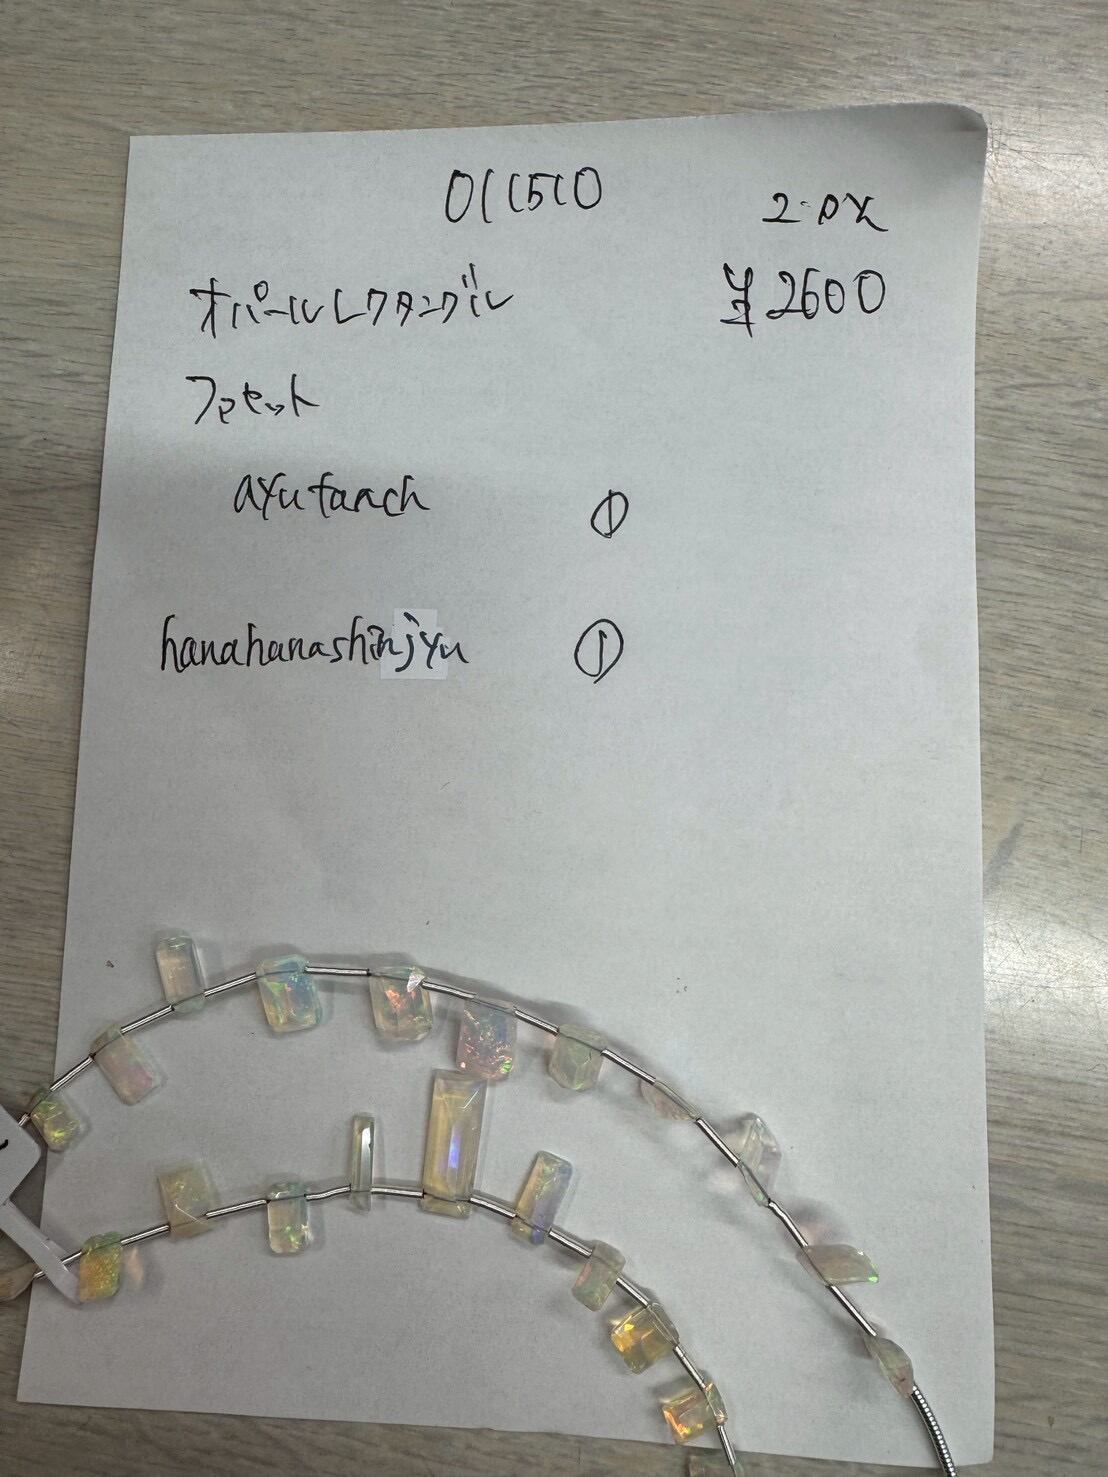 011510
2.0X
オパールレクタングル
¥2600
ファセット
ayutanch ①
hanahanashinjyu ①